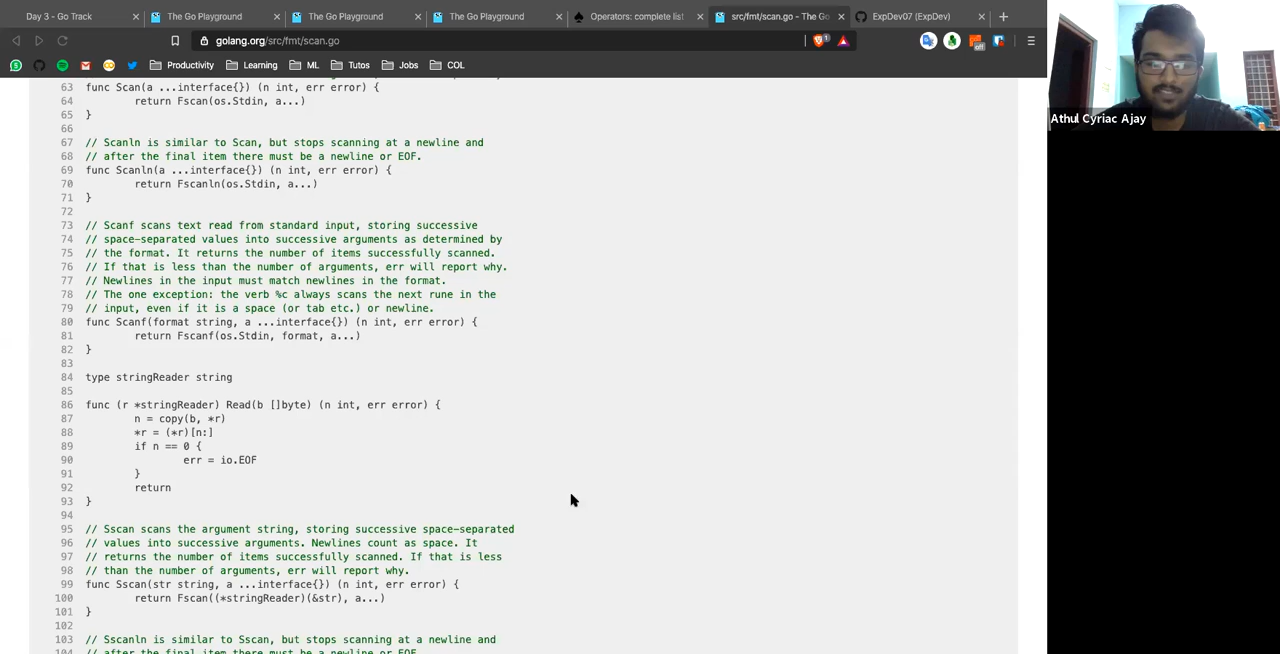 Day 3 - Go Track
The Go Playground
The Go Playground
The Go Playground
Operators: complete list
src/fmt/scan.go - The Go
ExpDev07 (ExpDev)
golang.org/src/fmt/scan.go
1
off
Productivity
Learning
ML
Tutos
Jobs
COL
Athul Cyriac Ajay
63 func Scan(a ...interface{}) (n int, err error) {
64 return Fscan(os.Stdin, a...)
65 }
66
67 // Scanln is similar to Scan, but stops scanning at a newline and
68 // after the final item there must be a newline or EOF.
69 func Scanln(a ...interface{}) (n int, err error) {
70 return Fscanln(os.Stdin, a...)
71 }
72
73 // Scanf scans text read from standard input, storing successive
74 // space-separated values into successive arguments as determined by
75 // the format. It returns the number of items successfully scanned.
76 // If that is less than the number of arguments, err will report why.
77 // Newlines in the input must match newlines in the format.
78 // The one exception: the verb %c always scans the next rune in the
79 // input, even if it is a space (or tab etc.) or newline.
80 func Scanf(format string, a ...interface{}) (n int, err error) {
81 return Fscanf(os.Stdin, format, a...)
82 }
83
84 type stringReader string
85
86 func (r *stringReader) Read(b []byte) (n int, err error) {
87 n = copy(b, *r)
88 *r = (*r)[n:]
89 if n == 0 {
90 err = io.EOF
91 }
92 return
93 }
94
95 // Sscan scans the argument string, storing successive space-separated
96 // values into successive arguments. Newlines count as space. It
97 // returns the number of items successfully scanned. If that is less
98 // than the number of arguments, err will report why.
99 func Sscan(str string, a ...interface{}) (n int, err error) {
100 return Fscan((*stringReader)(&str), a...)
101 }
102
103 // Sscanln is similar to Sscan, but stops scanning at a newline and
104 // after the final item there must be a newline or EOF.